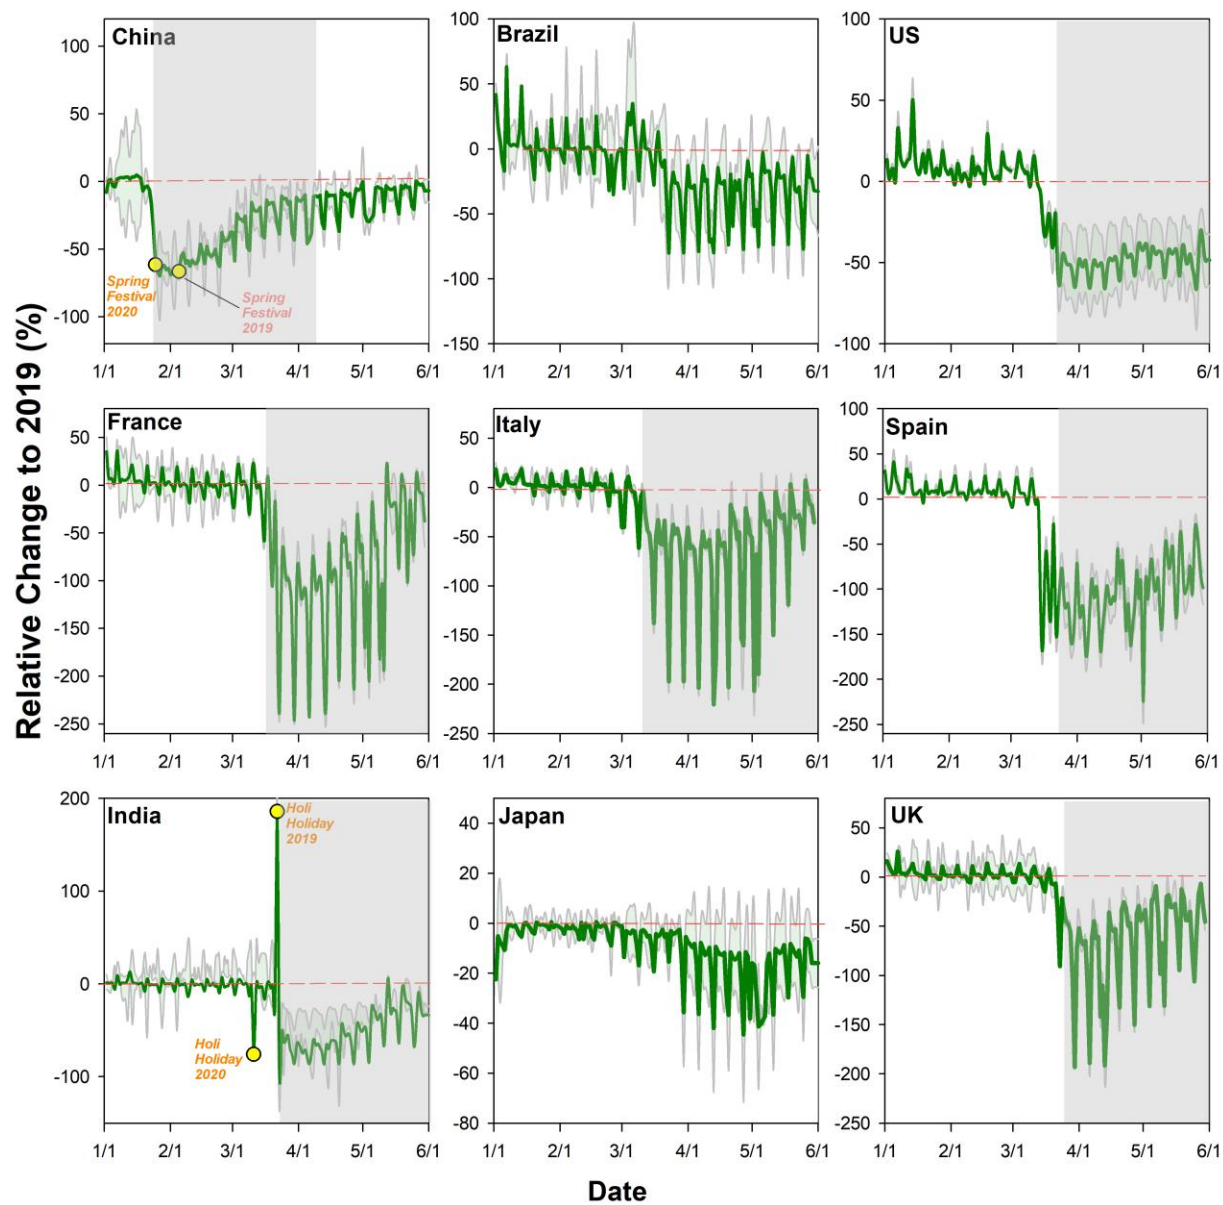 Relative Change to 2019 (%)
China
100
50
0
-50
-100
Spring
Festival
2020
Spring
Festival
2019
1/1 2/1 3/1 4/1 5/1 6/1
Brazil
100
50
0
-50
-100
-150
1/1 2/1 3/1 4/1 5/1 6/1
US
100
50
0
-50
-100
1/1 2/1 3/1 4/1 5/1 6/1
France
50
0
-50
-100
-150
-200
-250
1/1 2/1 3/1 4/1 5/1 6/1
Italy
50
0
-50
-100
-150
-200
-250
1/1 2/1 3/1 4/1 5/1 6/1
Spain
100
50
0
-50
-100
-150
-200
-250
1/1 2/1 3/1 4/1 5/1 6/1
India
200
100
0
-100
Holi
Holiday
2019
Holi
Holiday
2020
1/1 2/1 3/1 4/1 5/1 6/1
Japan
40
20
0
-20
-40
-60
-80
1/1 2/1 3/1 4/1 5/1 6/1
UK
50
0
-50
-100
-150
-200
-250
1/1 2/1 3/1 4/1 5/1 6/1
Date